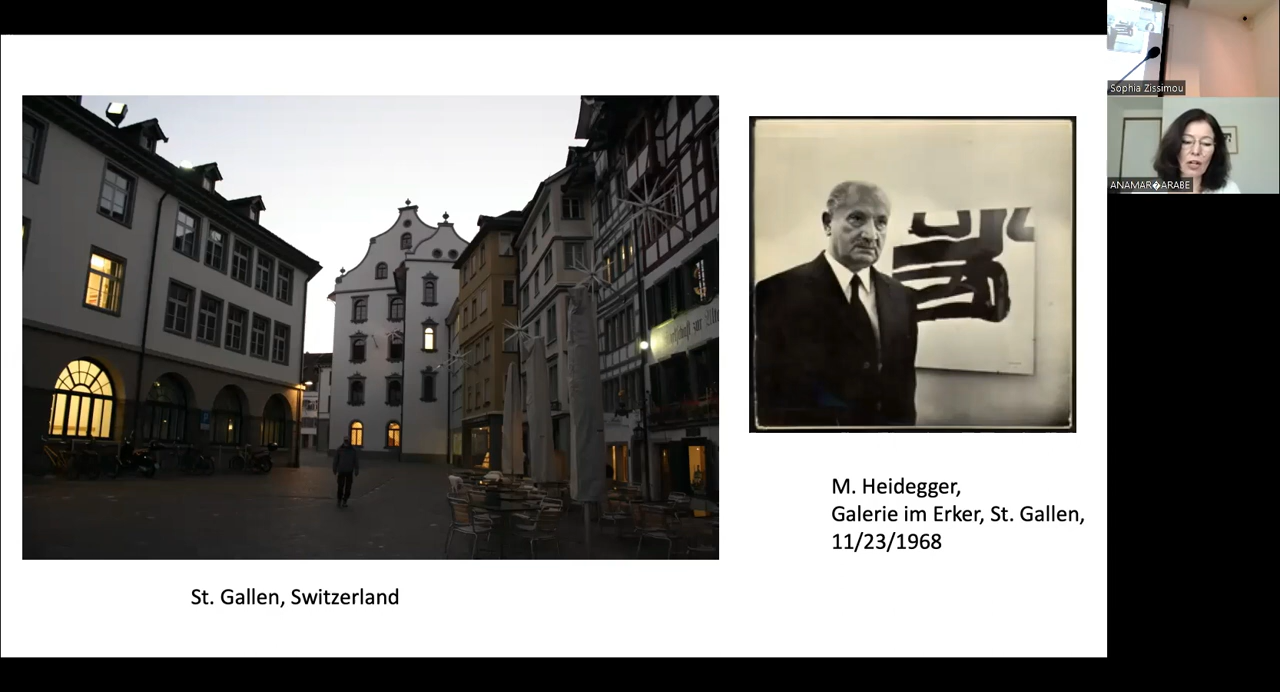 St. Gallen, Switzerland
M. Heidegger,
Galerie im Erker, St. Gallen,
11/23/1968
Sophia Zissimou
ANAMAR�ARABE